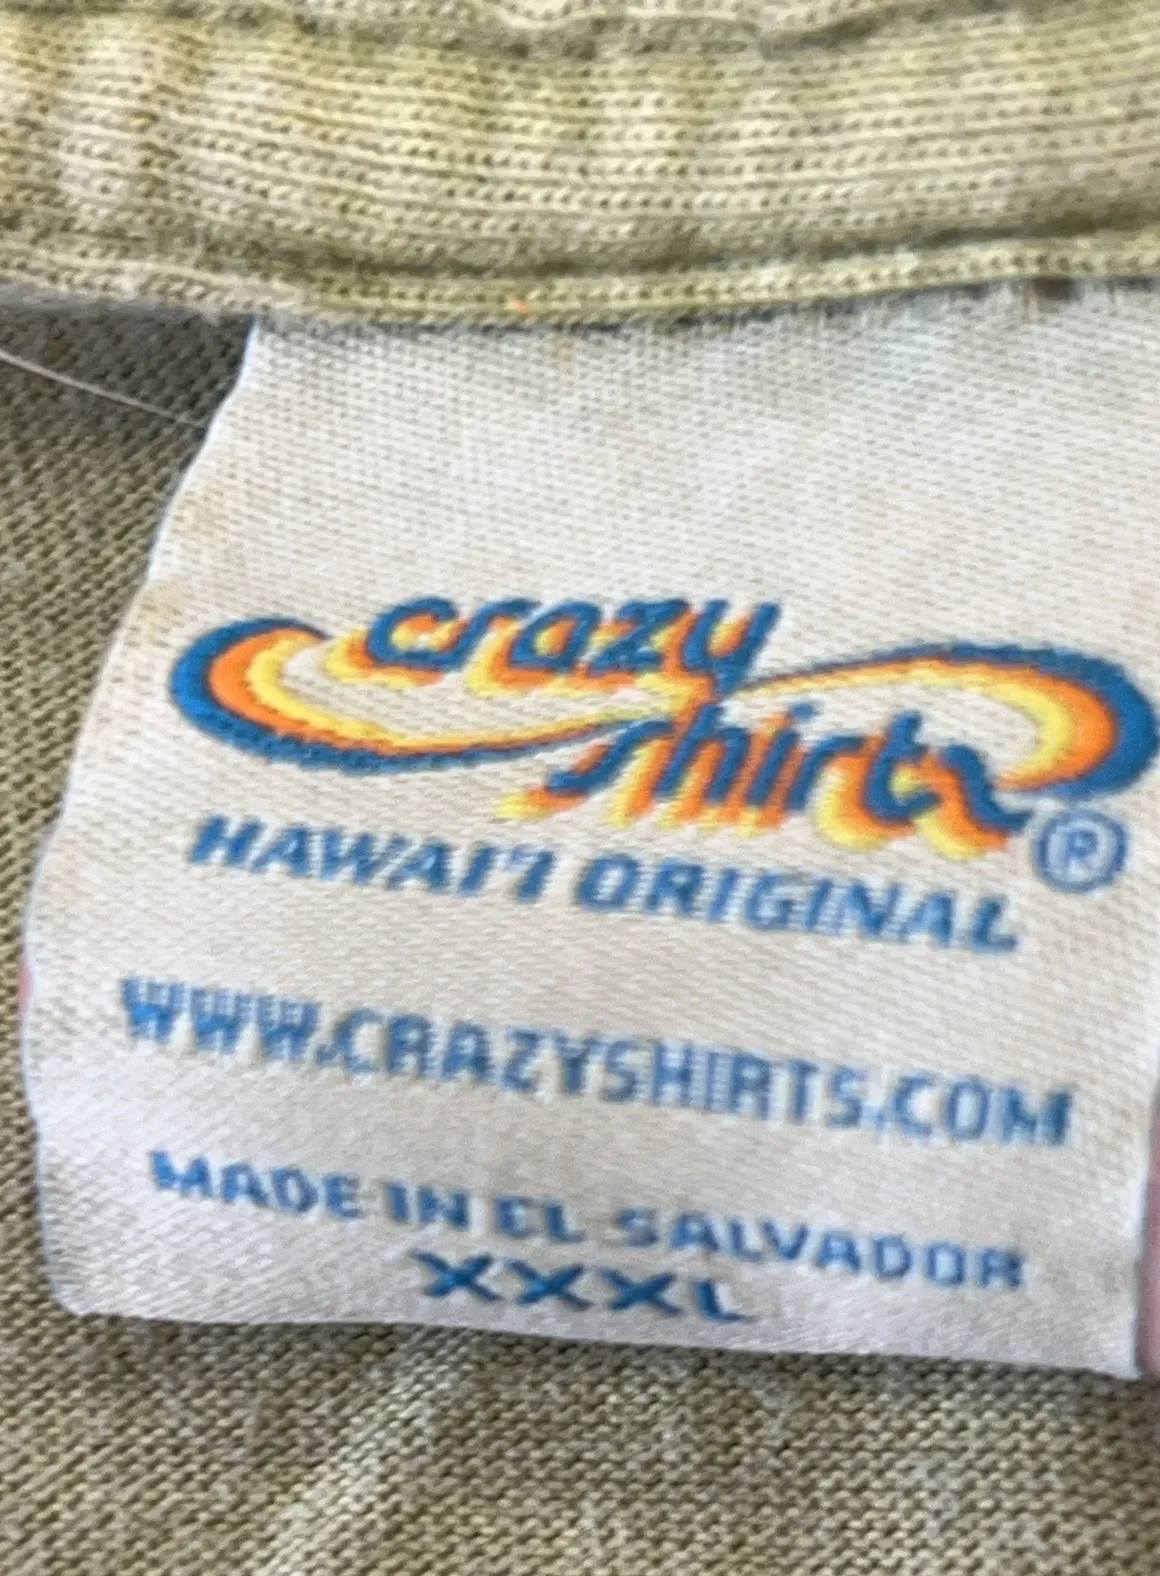 crazy
shirts®
HAWAI'I ORIGINAL
WWW.CRAZYSHIRTS.COM
MADE IN EL SALVADOR
XXXL